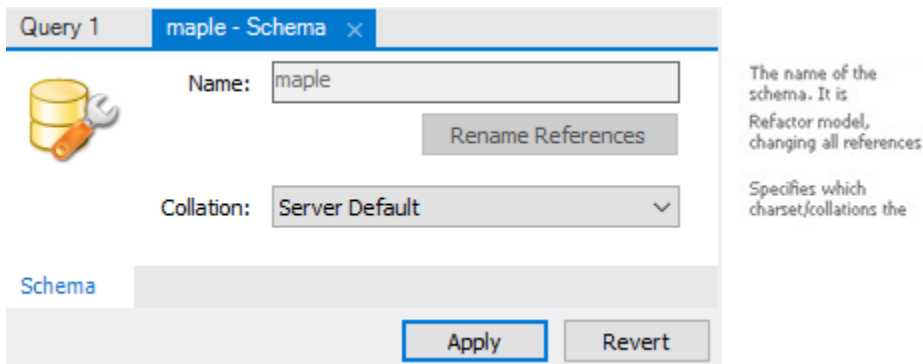 Query 1
maple - Schema
Name:
maple
The name of the
schema. It is
Rename References
Refactor model,
changing all references
Collation:
Server Default
Specifies which
charset/collations the
Schema
Apply
Revert